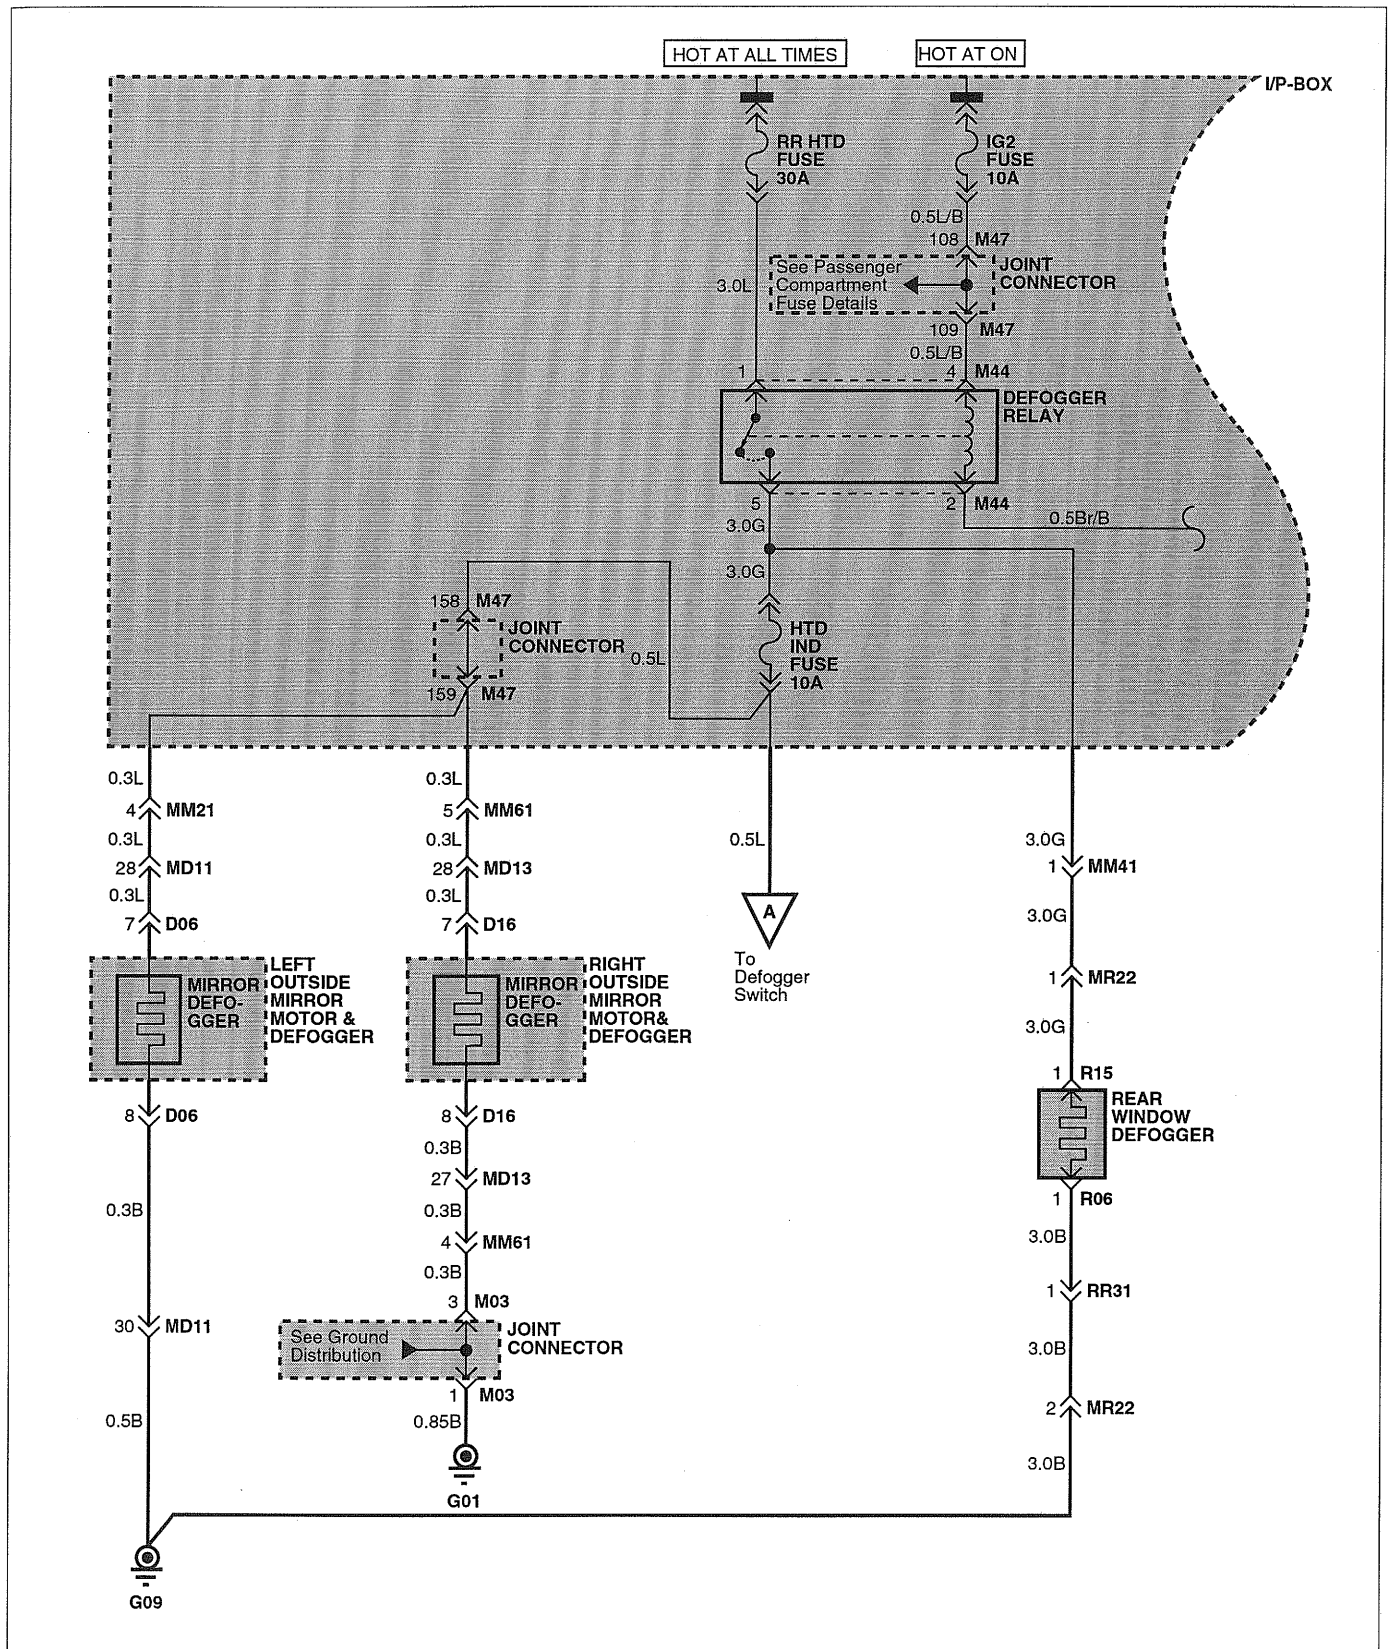 HOT AT ALL TIMES
HOT AT ON
I/P-BOX
RR HTD
FUSE
30A
IG2
FUSE
10A
0.5L/B
108 M47
See Passenger
Compartment
Fuse Details
JOINT
CONNECTOR
3.0L
109 M47
0.5L/B
1
4 M44
DEFOGGER
RELAY
5
2 M44
3.0G
0.5Br/B
3.0G
158 M47
JOINT
CONNECTOR
0.5L
HTD
IND
FUSE
10A
159 M47
0.3L
0.3L
4 MM21
5 MM61
0.3L
0.3L
0.5L
3.0G
28 MD11
28 MD13
1 MM41
0.3L
0.3L
3.0G
7 D06
7 D16
A
To
Defogger
Switch
MIRROR
DEFO-
GGER
LEFT
OUTSIDE
MIRROR
MOTOR &
DEFOGGER
MIRROR
DEFO-
GGER
RIGHT
OUTSIDE
MIRROR
MOTOR&
DEFOGGER
1 MR22
3.0G
1 R15
REAR
WINDOW
DEFOGGER
8 D06
8 D16
0.3B
27 MD13
1 R06
0.3B
0.3B
3.0B
4 MM61
0.3B
1 RR31
3 M03
30 MD11
See Ground
Distribution
JOINT
CONNECTOR
3.0B
1 M03
2 MR22
0.5B
0.85B
3.0B
G01
G09